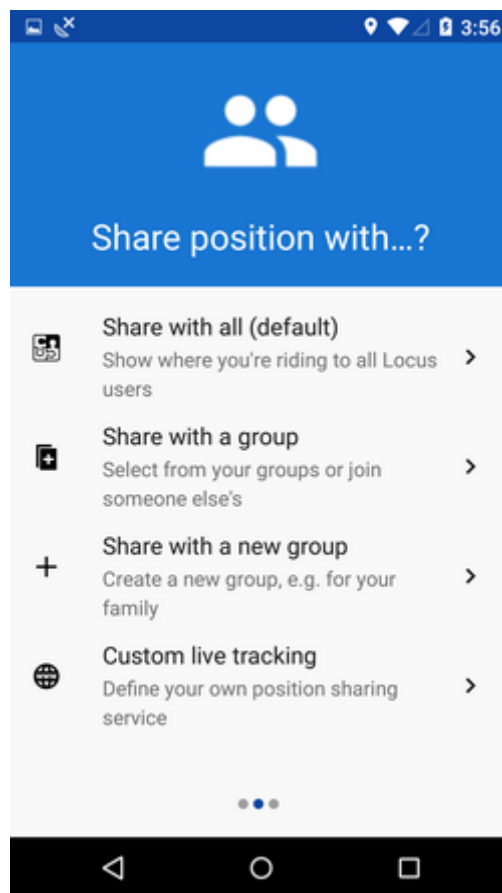 3:56
Share position with...?
Share with all (default)
Show where you're riding to all Locus
users
Share with a group
Select from your groups or join
someone else's
Share with a new group
Create a new group, e.g. for your
family
Custom live tracking
Define your own position sharing
service